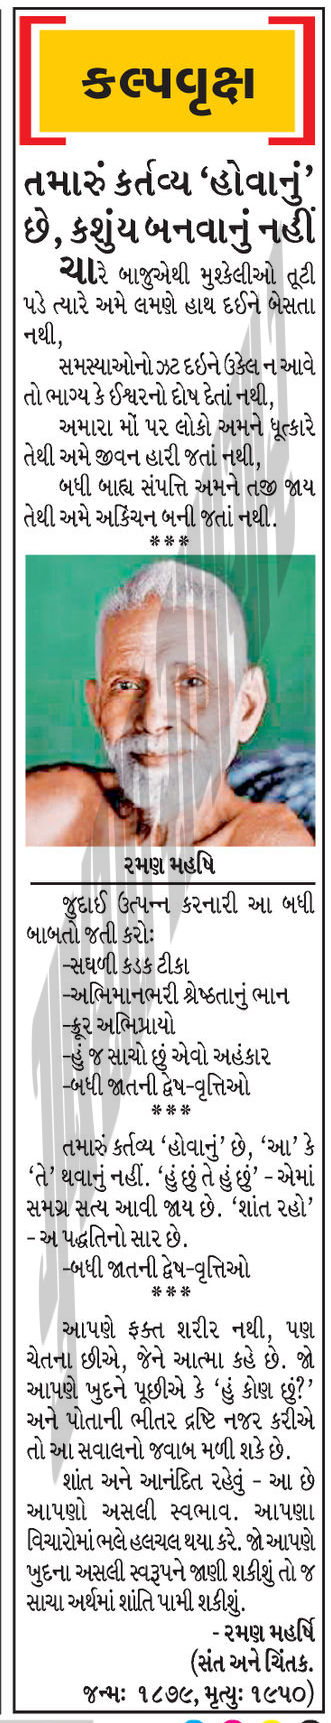 કલ્પવૃક્ષ
તમારું કર્તવ્ય ‘હોવાનું’
છે, કશુંય બનવાનું નહીં
ચારે બાજુએથી મુશ્કેલીઓ તૂટી
પડે ત્યારે અમે લમણે હાથ દઈને બેસતા
નથી,
સમસ્યાઓનો ઝટ દઇને ઉકેલ ન આવે
તો ભાગ્ય કે ઈશ્વરનો દોષ દેતાં નથી,
અમારા મોં પર લોકો અમને ધૂત્કારે
તેથી અમે જીવન હારી જતાં નથી,
બધી બાહ્ય સંપત્તિ અમને તજી જાય
તેથી અમે અકિંચન બની જતાં નથી.
***
રમણ મહર્ષિ
જુદાઈ ઉત્પન્ન કરનારી આ બધી
બાબતો જતી કરોઃ
-સઘળી કડક ટીકા
-અભિમાનભરી શ્રેષ્ઠતાનું ભાન
-ક્રૂર અભિપ્રાયો
-હું જ સાચો છું એવો અહંકાર
-બધી જાતની દ્વેષ-વૃત્તિઓ
***
તમારું કર્તવ્ય ‘હોવાનું’ છે, ‘આ’ કે
‘તે’ થવાનું નહીં. ‘હું છું તે હું છું’ - એમાં
સમગ્ર સત્ય આવી જાય છે. ‘શાંત રહો’
- અ પદ્ધતિનો સાર છે.
-બધી જાતની દ્વેષ-વૃત્તિઓ
***
આપણે ફક્ત શરીર નથી, પણ
ચેતના છીએ, જેને આત્મા કહે છે. જો
આપણે ખુદને પૂછીએ કે ‘હું કોણ છું?’
અને પોતાની ભીતર દ્રષ્ટિ નજર કરીએ
તો આ સવાલનો જવાબ મળી શકે છે.
શાંત અને આનંદિત રહેવું - આ છે
આપણો અસલી સ્વભાવ. આપણા
વિચારોમાં ભલે હલચલ થયા કરે. જો આપણે
ખુદના અસલી સ્વરૂપને જાણી શકીશું તો જ
સાચા અર્થમાં શાંતિ પામી શકીશું.
- રમણ મહર્ષિ
(સંત અને ચિંતક.
જન્મઃ ૧૮૭૯, મૃત્યુઃ ૧૯૫૦)